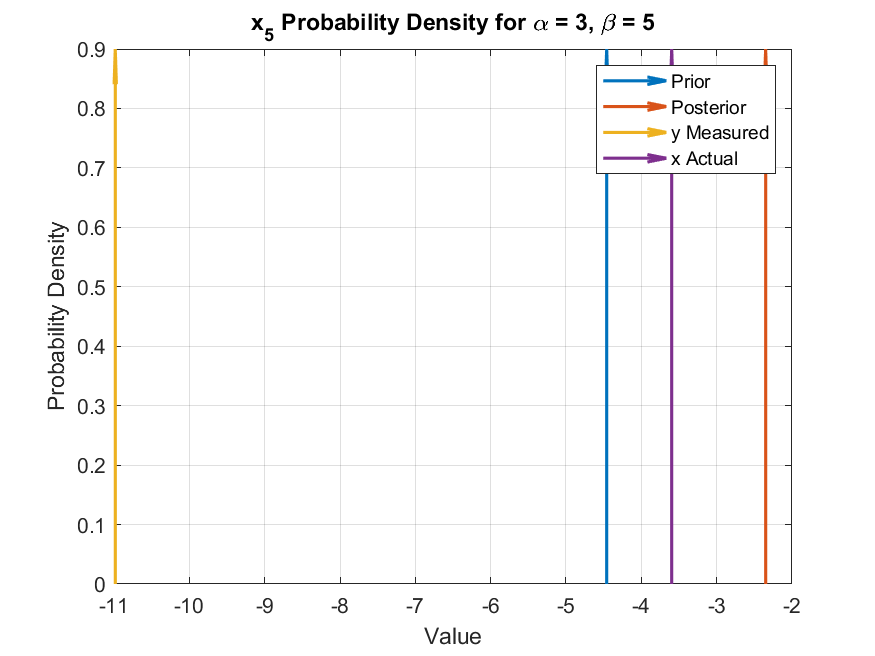 x5 Probability Density for α = 3, β = 5
Probability Density
0.9
0.8
0.7
0.6
0.5
0.4
0.3
0.2
0.1
0
Prior
Posterior
y Measured
x Actual
-11 -10 -9 -8 -7 -6 -5 -4 -3 -2
Value